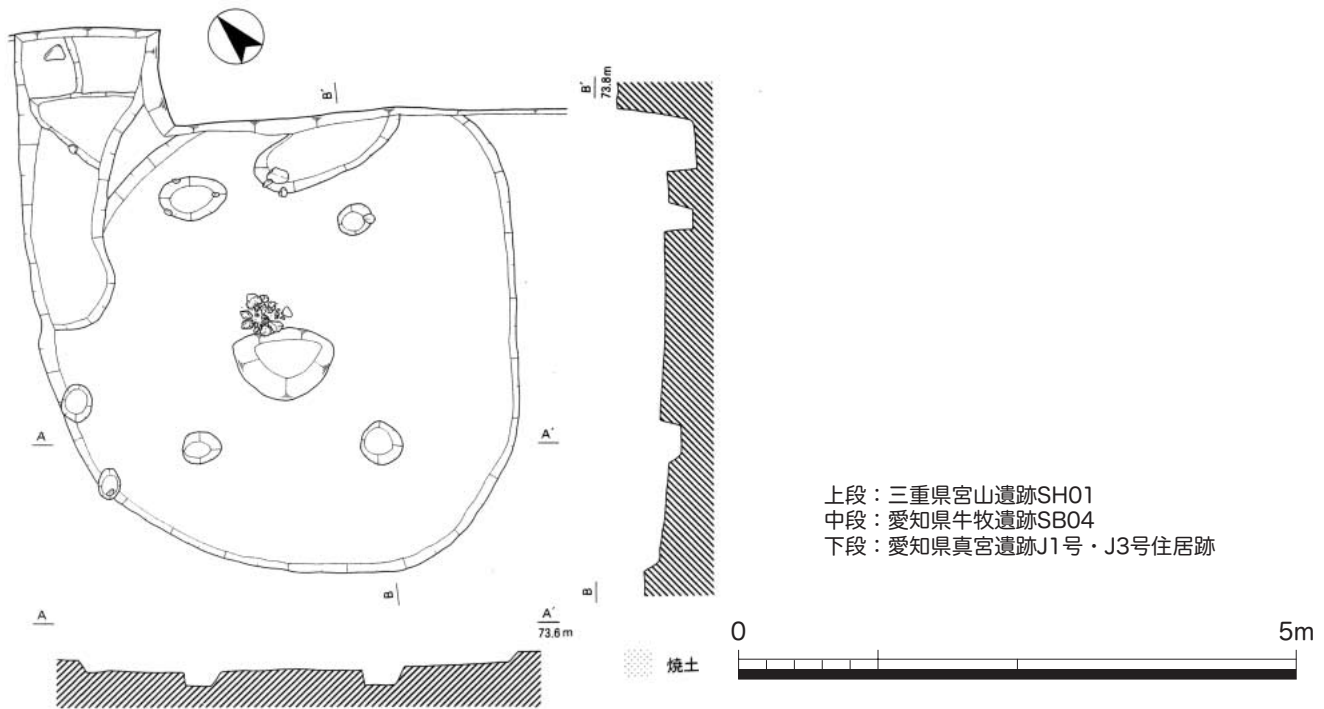 B'
B'
73.8m
A
A'
上段：三重県宮山遺跡SH01
中段：愛知県牛牧遺跡SB04
下段：愛知県真宮遺跡J1号・J3号住居跡
B
B
A
A'
73.6m
焼土
0
5m